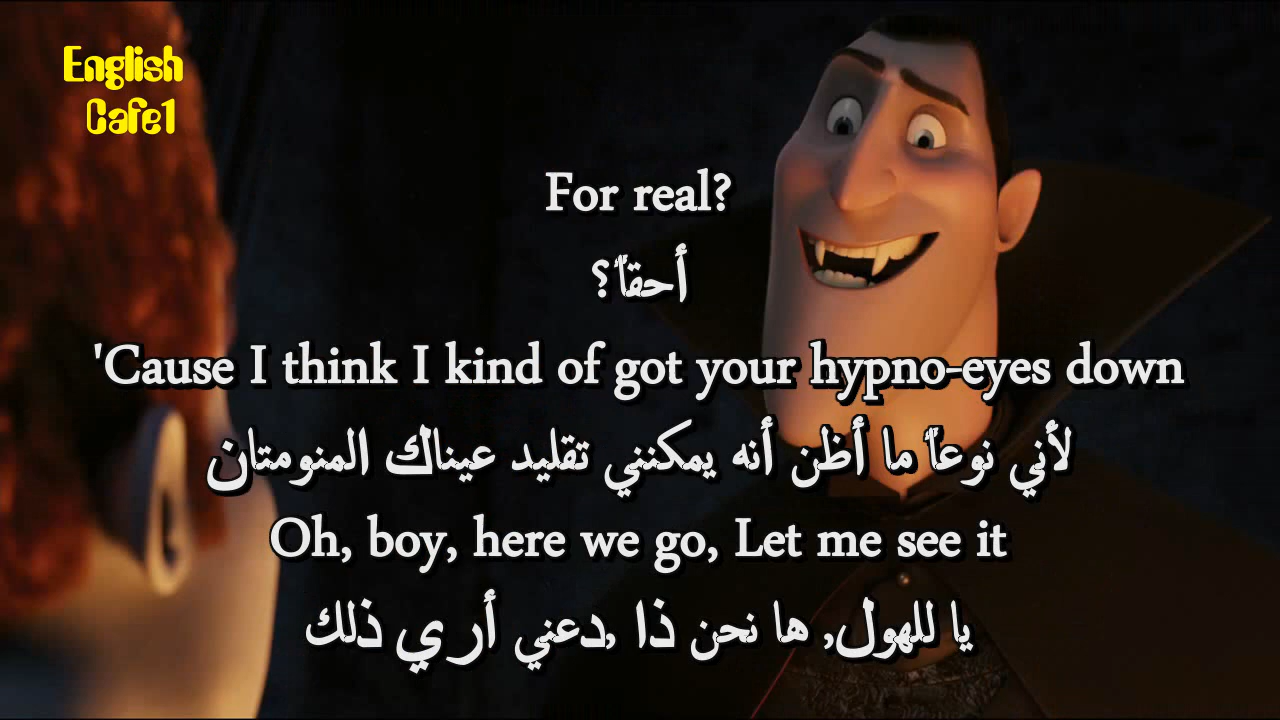 English
Cafe1
For real?
أحقاً؟
'Cause I think I kind of got your hypno-eyes down
لأني نوعاً ما أظن أنه يمكنني تقليد عيناك المنومتان
Oh, boy, here we go, Let me see it
يا للهول, ها نحن ذا ,دعني أري ذلك